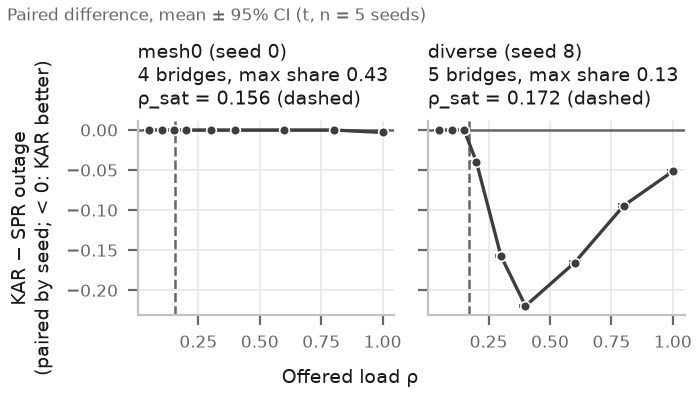 Paired difference, mean ± 95% CI (t, n = 5 seeds)
mesh0 (seed 0)
4 bridges, max share 0.43
ρ_sat = 0.156 (dashed)
diverse (seed 8)
5 bridges, max share 0.13
ρ_sat = 0.172 (dashed)
KAR − SPR outage
(paired by seed; < 0: KAR better)
0.00
−0.05
−0.10
−0.15
−0.20
0.25 0.50 0.75 1.00
0.25 0.50 0.75 1.00
Offered load ρ